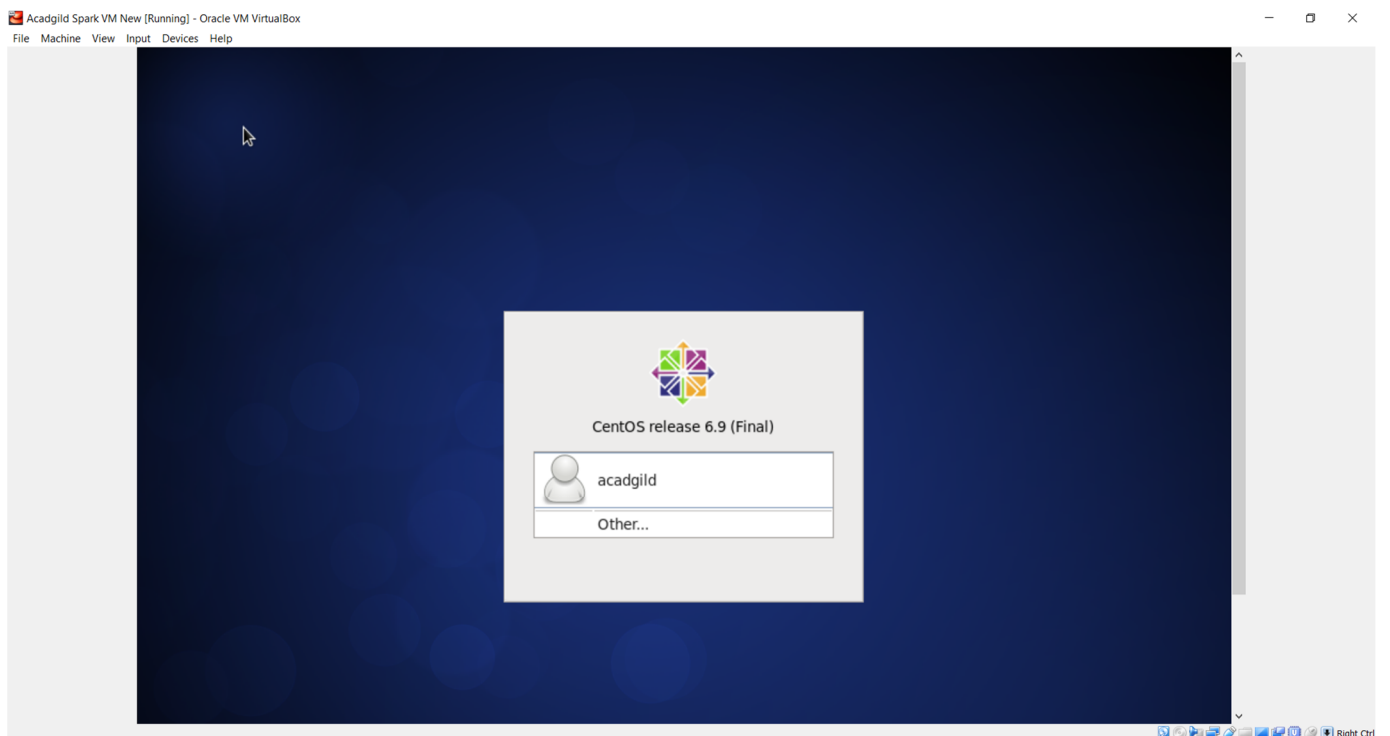 Acadgild Spark VM New [Running] - Oracle VM VirtualBox
File Machine View Input Devices Help
CentOS release 6.9 (Final)
acadgild
Other...
Right Ctrl